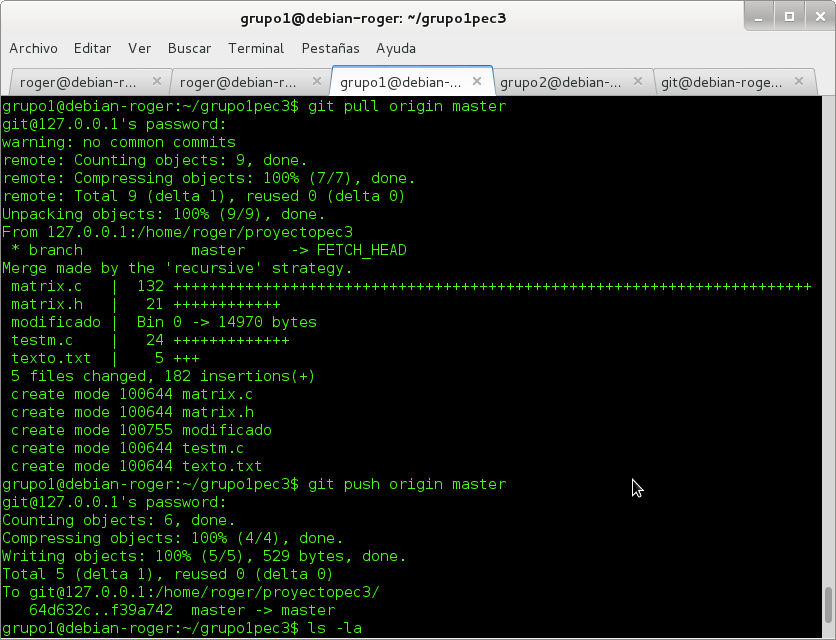 grupo1@debian-roger: ~/grupo1pec3
Archivo Editar Ver Buscar Terminal Pestañas Ayuda
roger@debian-r... roger@debian-r... grupo1@debian-... grupo2@debian-... git@debian-roge...
grupo1@debian-roger:~/grupo1pec3$ git pull origin master
git@127.0.0.1's password:
warning: no common commits
remote: Counting objects: 9, done.
remote: Compressing objects: 100% (7/7), done.
remote: Total 9 (delta 1), reused 0 (delta 0)
Unpacking objects: 100% (9/9), done.
From 127.0.0.1:/home/roger/proyectopec3
 * branch            master     -> FETCH_HEAD
Merge made by the 'recursive' strategy.
 matrix.c   |  132 +++++++++++++++++++++++++++++++++++++++++++++++++++++++++++++++++++++++
 matrix.h   |   21 ++++++++++++
 modificado |  Bin 0 -> 14970 bytes
 testm.c    |   24 +++++++++++++
 texto.txt  |    5 +++
 5 files changed, 182 insertions(+)
 create mode 100644 matrix.c
 create mode 100644 matrix.h
 create mode 100755 modificado
 create mode 100644 testm.c
 create mode 100644 texto.txt
grupo1@debian-roger:~/grupo1pec3$ git push origin master
git@127.0.0.1's password:
Counting objects: 6, done.
Compressing objects: 100% (4/4), done.
Writing objects: 100% (5/5), 529 bytes, done.
Total 5 (delta 1), reused 0 (delta 0)
To git@127.0.0.1:/home/roger/proyectopec3/
   64d632c..f39a742  master -> master
grupo1@debian-roger:~/grupo1pec3$ ls -la